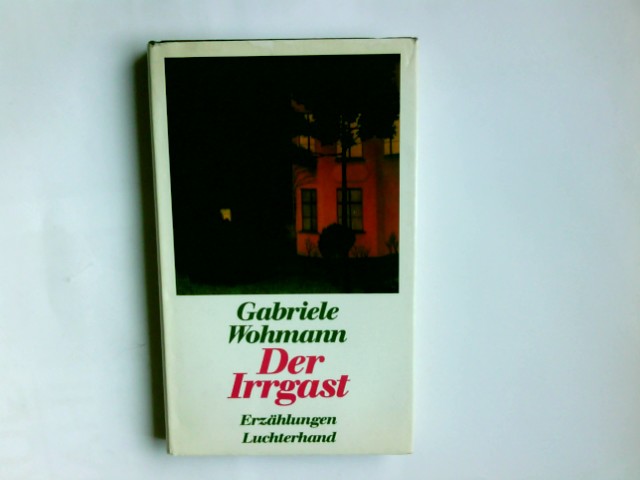 Gabriele
Wohmann
Der
Irrgast
Erzählungen
Luchterhand